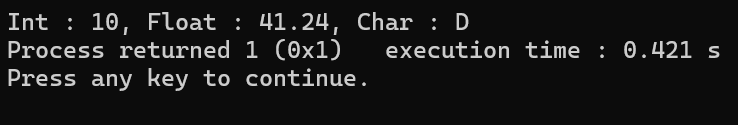 Int : 10, Float : 41.24, Char : D
Process returned 1 (0x1)   execution time : 0.421 s
Press any key to continue.